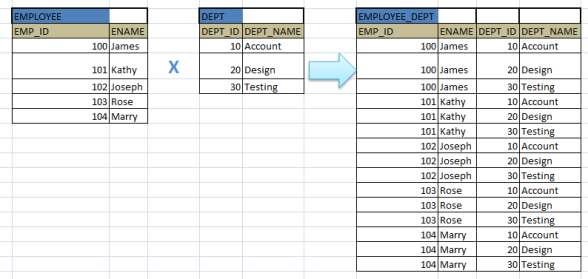 EMPLOYEE DEPT EMPLOYEE_DEPT
EMP_ID ENAME DEPT_ID DEPT_NAME EMP_ID ENAME DEPT_ID DEPT_NAME
100 James 10 Account 100 James 10 Account
101 Kathy X 20 Design 100 James 20 Design
102 Joseph 30 Testing 100 James 30 Testing
103 Rose 101 Kathy 10 Account
104 Marry 101 Kathy 20 Design
101 Kathy 30 Testing
102 Joseph 10 Account
102 Joseph 20 Design
102 Joseph 30 Testing
103 Rose 10 Account
103 Rose 20 Design
103 Rose 30 Testing
104 Marry 10 Account
104 Marry 20 Design
104 Marry 30 Testing